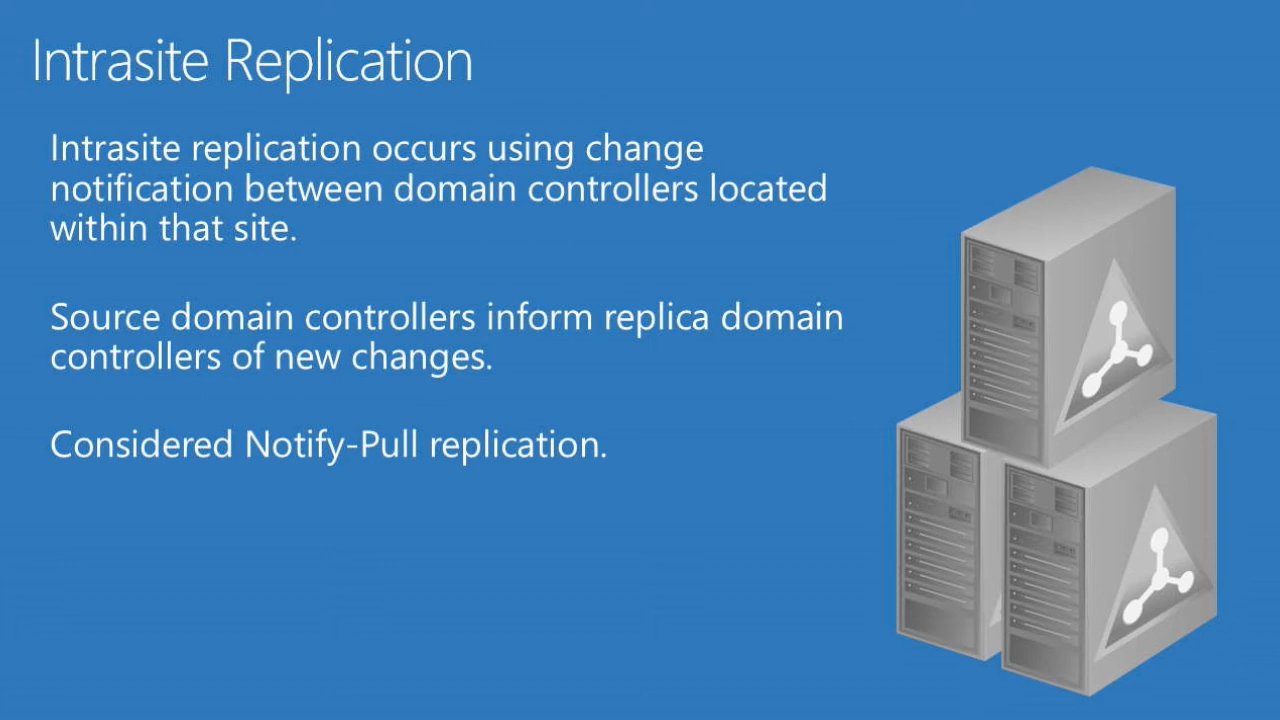 Intrasite Replication
Intrasite replication occurs using change
notification between domain controllers located
within that site.
Source domain controllers inform replica domain
controllers of new changes.
Considered Notify-Pull replication.